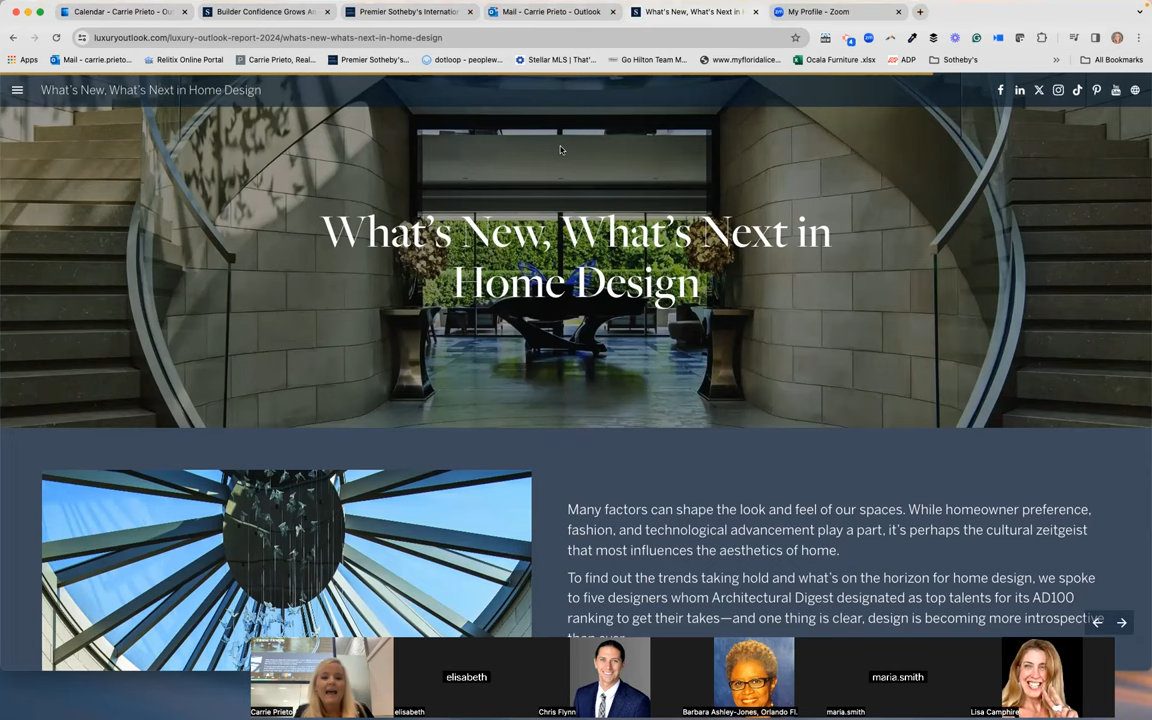 Calendar - Carrie Prieto - Ou
Builder Confidence Grows A
Premier Sotheby's Internatio
Mail - Carrie Prieto - Outlook
What's New, What's Next in
My Profile - Zoom
luxuryoutlook.com/luxury-outlook-report-2024/whats-new-whats-next-in-home-design
Apps
Mail - carrie.prieto...
Relitix Online Portal
Carrie Prieto, Real...
Premier Sotheby's...
dotloop - peoplew...
Stellar MLS | That'...
Go Hilton Team M...
www.myfloridalice...
Ocala Furniture .xlsx
ADP
Sotheby's
All Bookmarks
What's New, What's Next in Home Design
What's New, What's Next in
Home Design
Many factors can shape the look and feel of our spaces. While homeowner preference,
fashion, and technological advancement play a part, it's perhaps the cultural zeitgeist
that most influences the aesthetics of home.
To find out the trends taking hold and what's on the horizon for home design, we spoke
to five designers whom Architectural Digest designated as top talents for its AD100
ranking to get their takes—and one thing is clear, design is becoming more introspective
than ever.
elisabeth
maria.smith
Carrie Prieto
elisabeth
Chris Flynn
Barbara Ashley-Jones, Orlando Fl.
maria.smith
Lisa Camphire